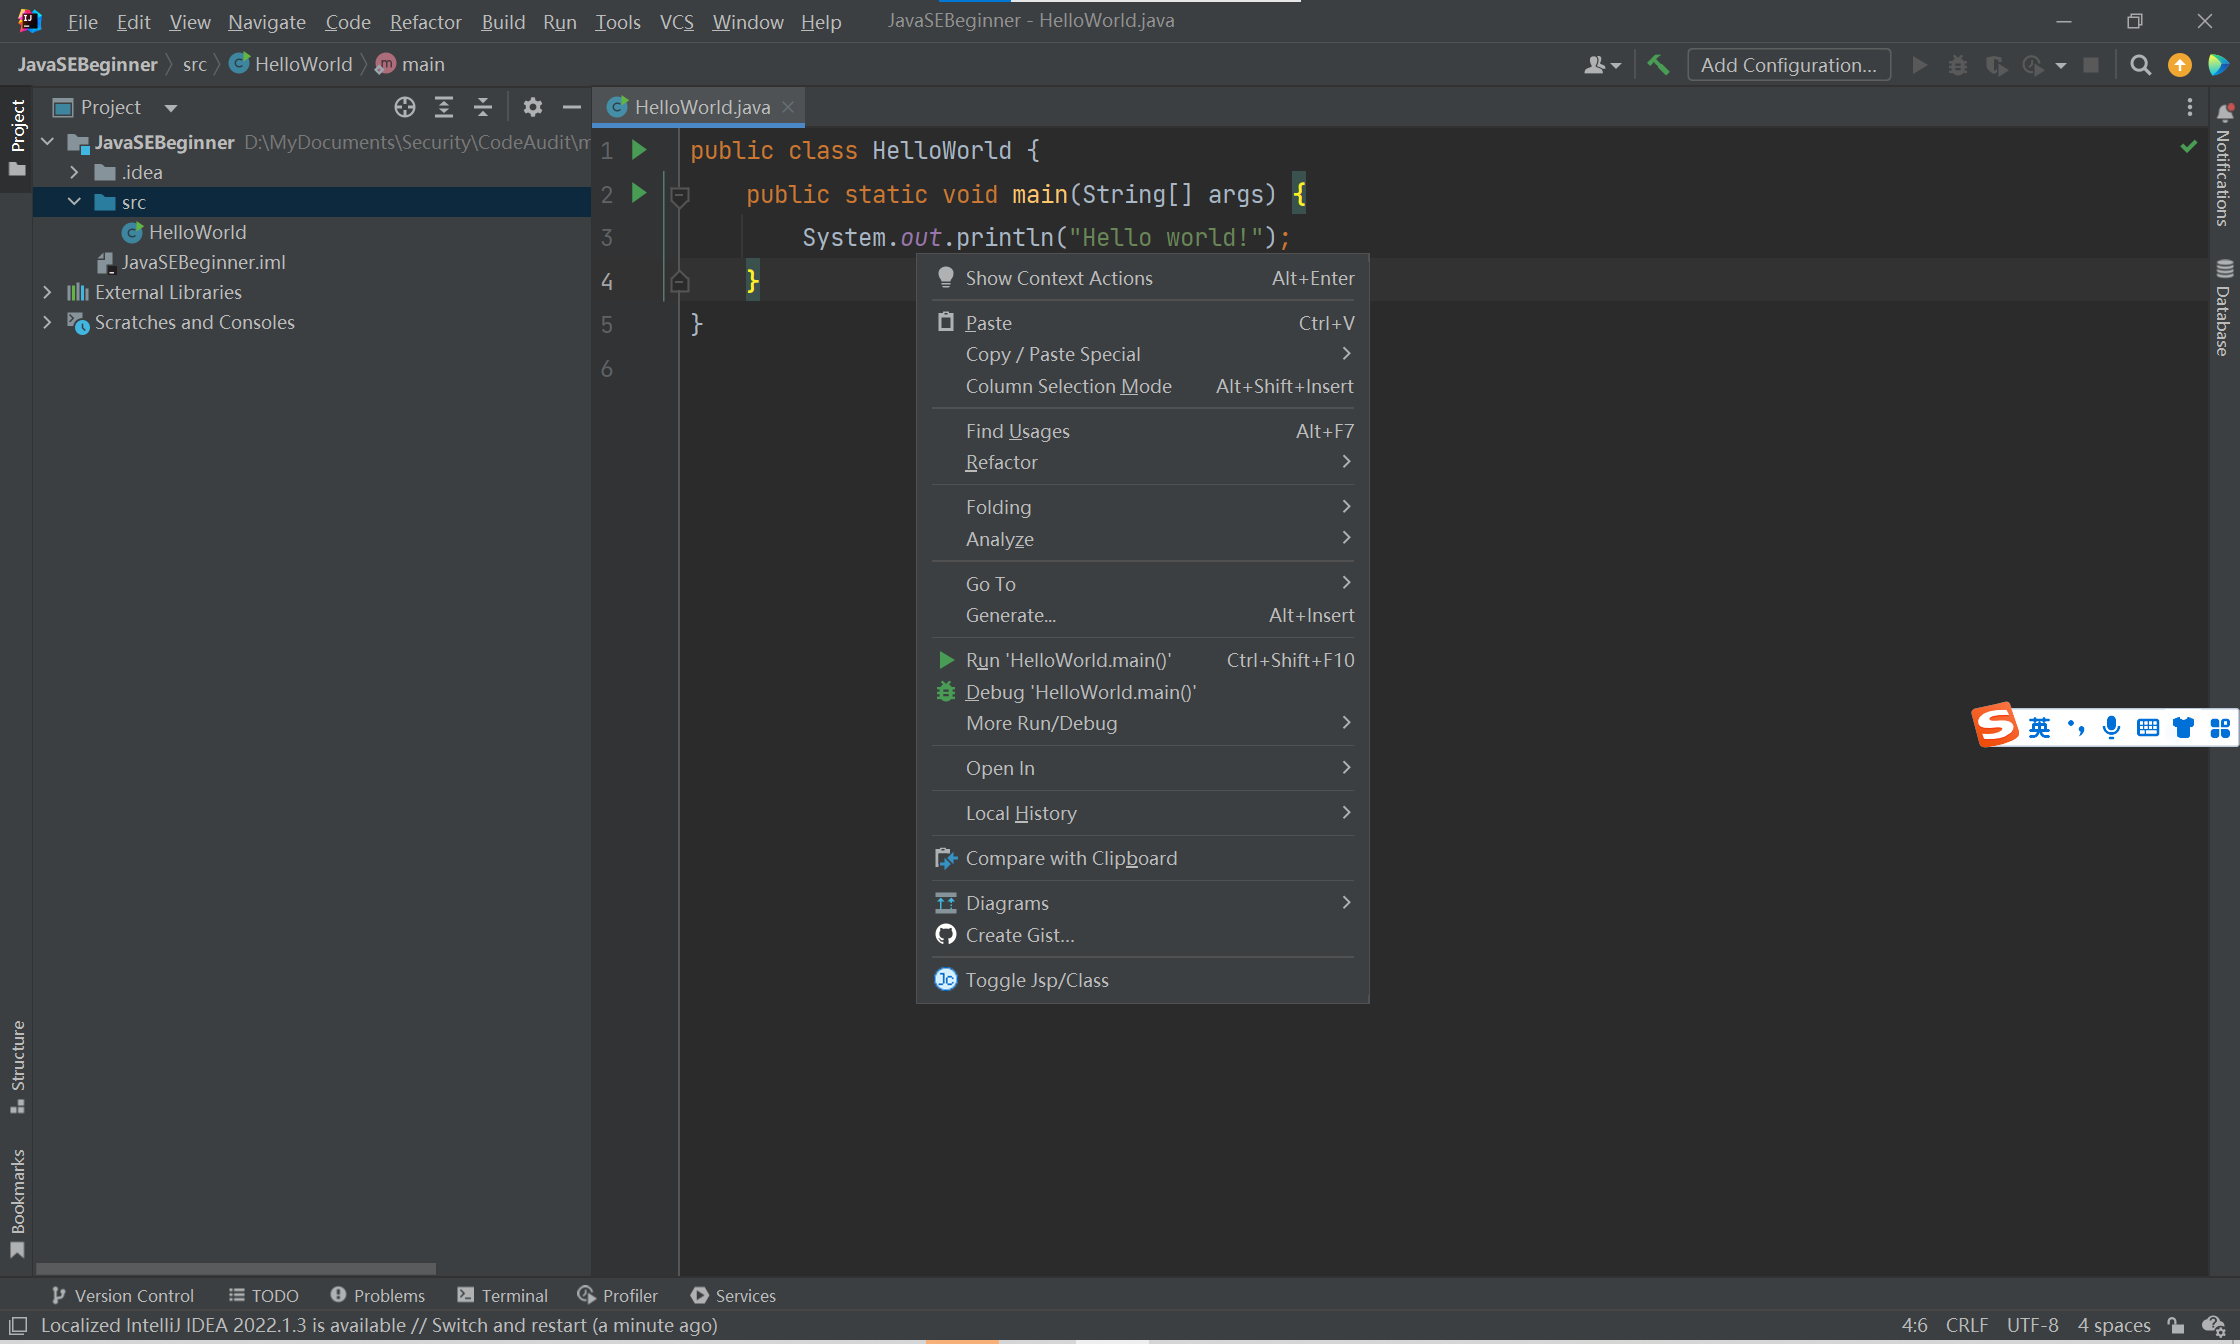 File Edit View Navigate Code Refactor Build Run Tools VCS Window Help JavaSEBeginner - HelloWorld.java
JavaSEBeginner src HelloWorld main
Add Configuration...
Project
Project
HelloWorld.java
JavaSEBeginner D:\MyDocuments\Security\CodeAudit\m
.idea
src
HelloWorld
JavaSEBeginner.iml
External Libraries
Scratches and Consoles
1 public class HelloWorld {
2 public static void main(String[] args) {
3 System.out.println("Hello world!");
4 }
5 }
6
Show Context Actions Alt+Enter
Paste Ctrl+V
Copy / Paste Special
Column Selection Mode Alt+Shift+Insert
Find Usages Alt+F7
Refactor
Folding
Analyze
Go To
Generate... Alt+Insert
Run 'HelloWorld.main()' Ctrl+Shift+F10
Debug 'HelloWorld.main()'
More Run/Debug
Open In
Local History
Compare with Clipboard
Diagrams
Create Gist...
Toggle Jsp/Class
Notifications
Database
英
Structure
Bookmarks
Version Control TODO Problems Terminal Profiler Services
Localized IntelliJ IDEA 2022.1.3 is available // Switch and restart (a minute ago)
4:6 CRLF UTF-8 4 spaces